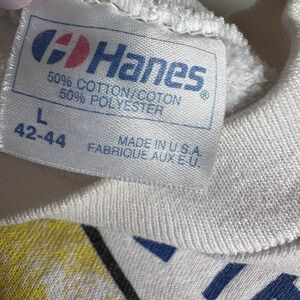 Hanes®
50% COTTON/COTON
50% POLYESTER
L
42-44
MADE IN U.S.A.
FABRIQUE AUX E-U.